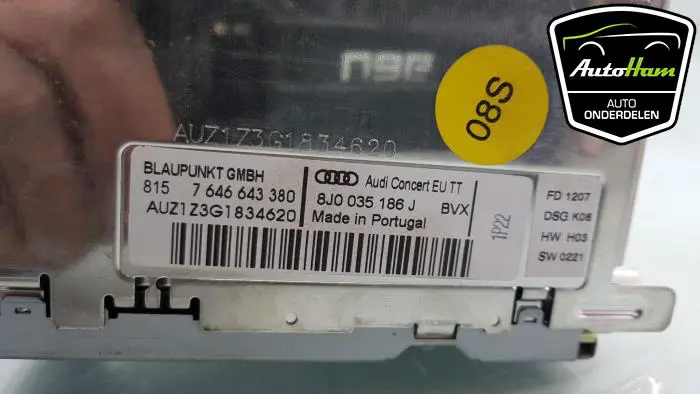 AutoHam
AUTO
ONDERDELEN
08S
AUZ1Z3G1834620
BLAUPUNKT GMBH
815 7 646 643 380
AUZ1Z3G1834620
Audi Concert EU TT
8J0 035 186 J BVX
Made in Portugal
1P22
FD 1207
DSG K08
HW H03
SW 0221